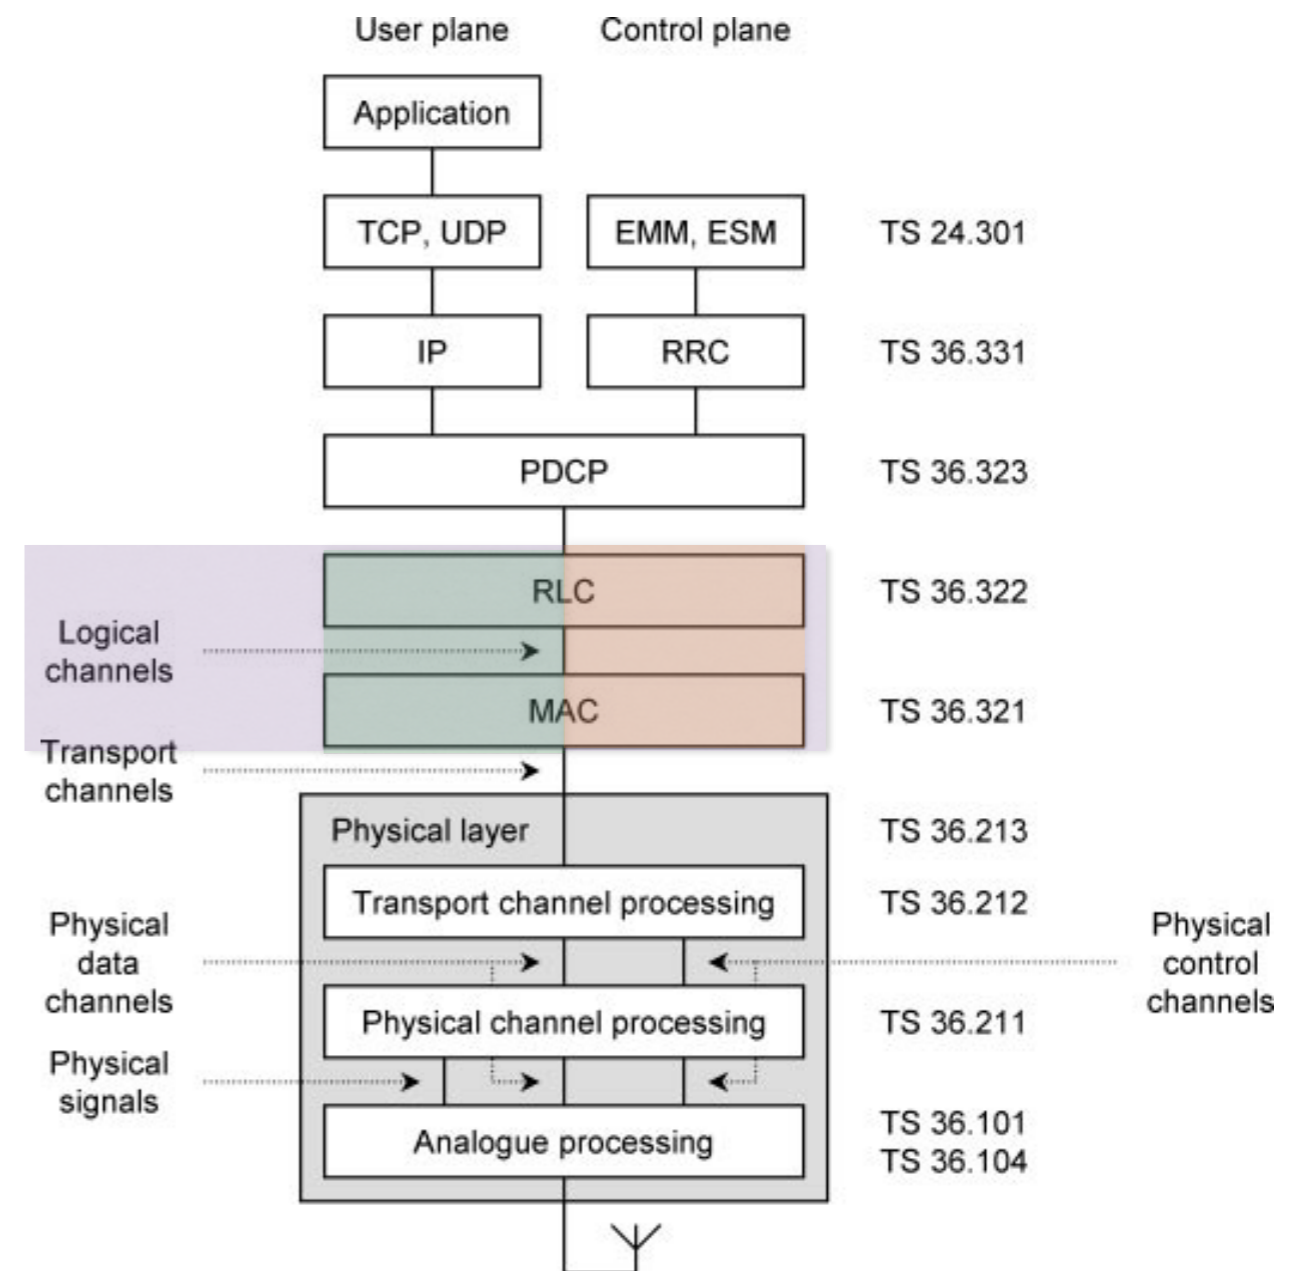 User plane
Control plane
Application
TCP, UDP
EMM, ESM
TS 24.301
IP
RRC
TS 36.331
PDCP
TS 36.323
RLC
TS 36.322
Logical
channels
MAC
TS 36.321
Transport
channels
Physical layer
TS 36.213
Transport channel processing
TS 36.212
Physical
data
channels
Physical
control
channels
Physical channel processing
TS 36.211
Physical
signals
Analogue processing
TS 36.101
TS 36.104